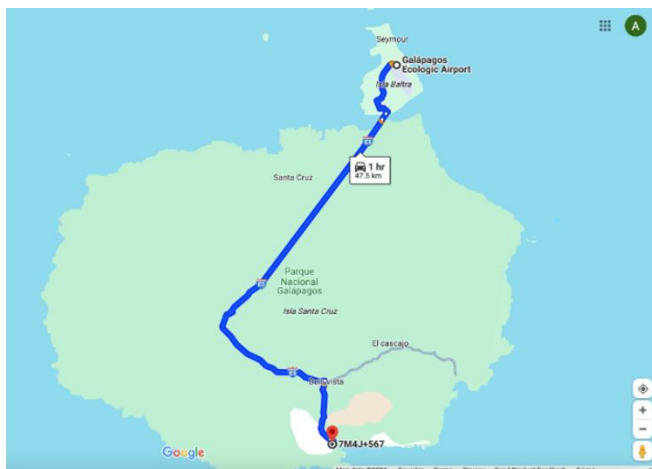 Seymour
A
Galápagos
Ecologic Airport
Isla Baltra
1 hr
47.5 km
Santa Cruz
Parque
Nacional
Galápagos
Isla Santa Cruz
El cascajo
Bellavista
7M4J+567
Google